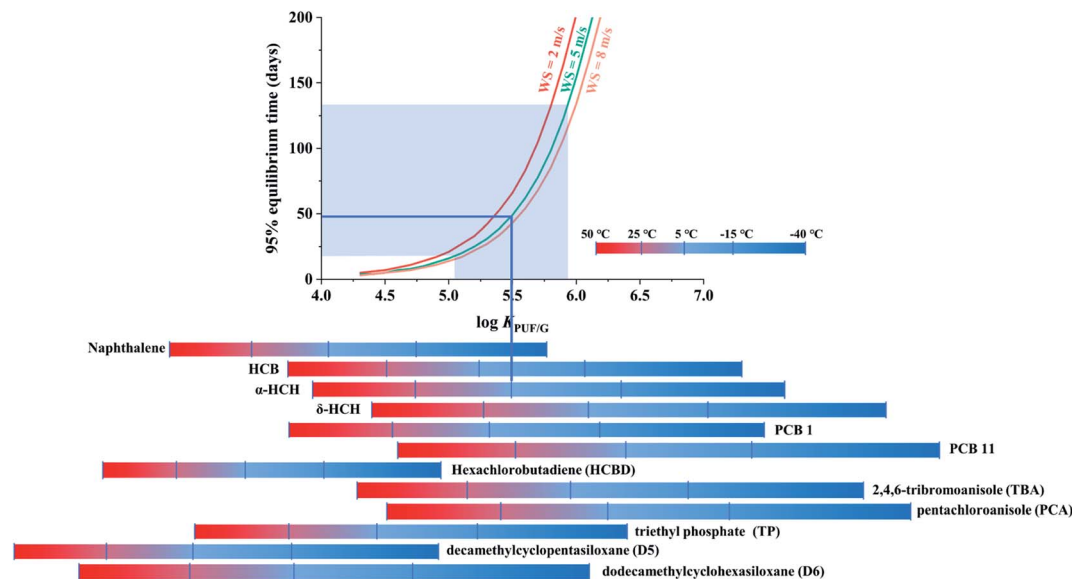 200
150
100
50
0
95% equilibrium time (days)
WS = 2 m/s
WS = 5 m/s
WS = 8 m/s
50 °C 25 °C 5 °C -15 °C -40 °C
4.0 4.5 5.0 5.5 6.0 6.5 7.0
log K PUF/G
Naphthalene
HCB
α-HCH
δ-HCH
PCB 1
PCB 11
Hexachlorobutadiene (HCBD)
2,4,6-tribromoanisole (TBA)
pentachloroanisole (PCA)
triethyl phosphate (TP)
decamethylcyclopentasiloxane (D5)
dodecamethylcyclohexasiloxane (D6)